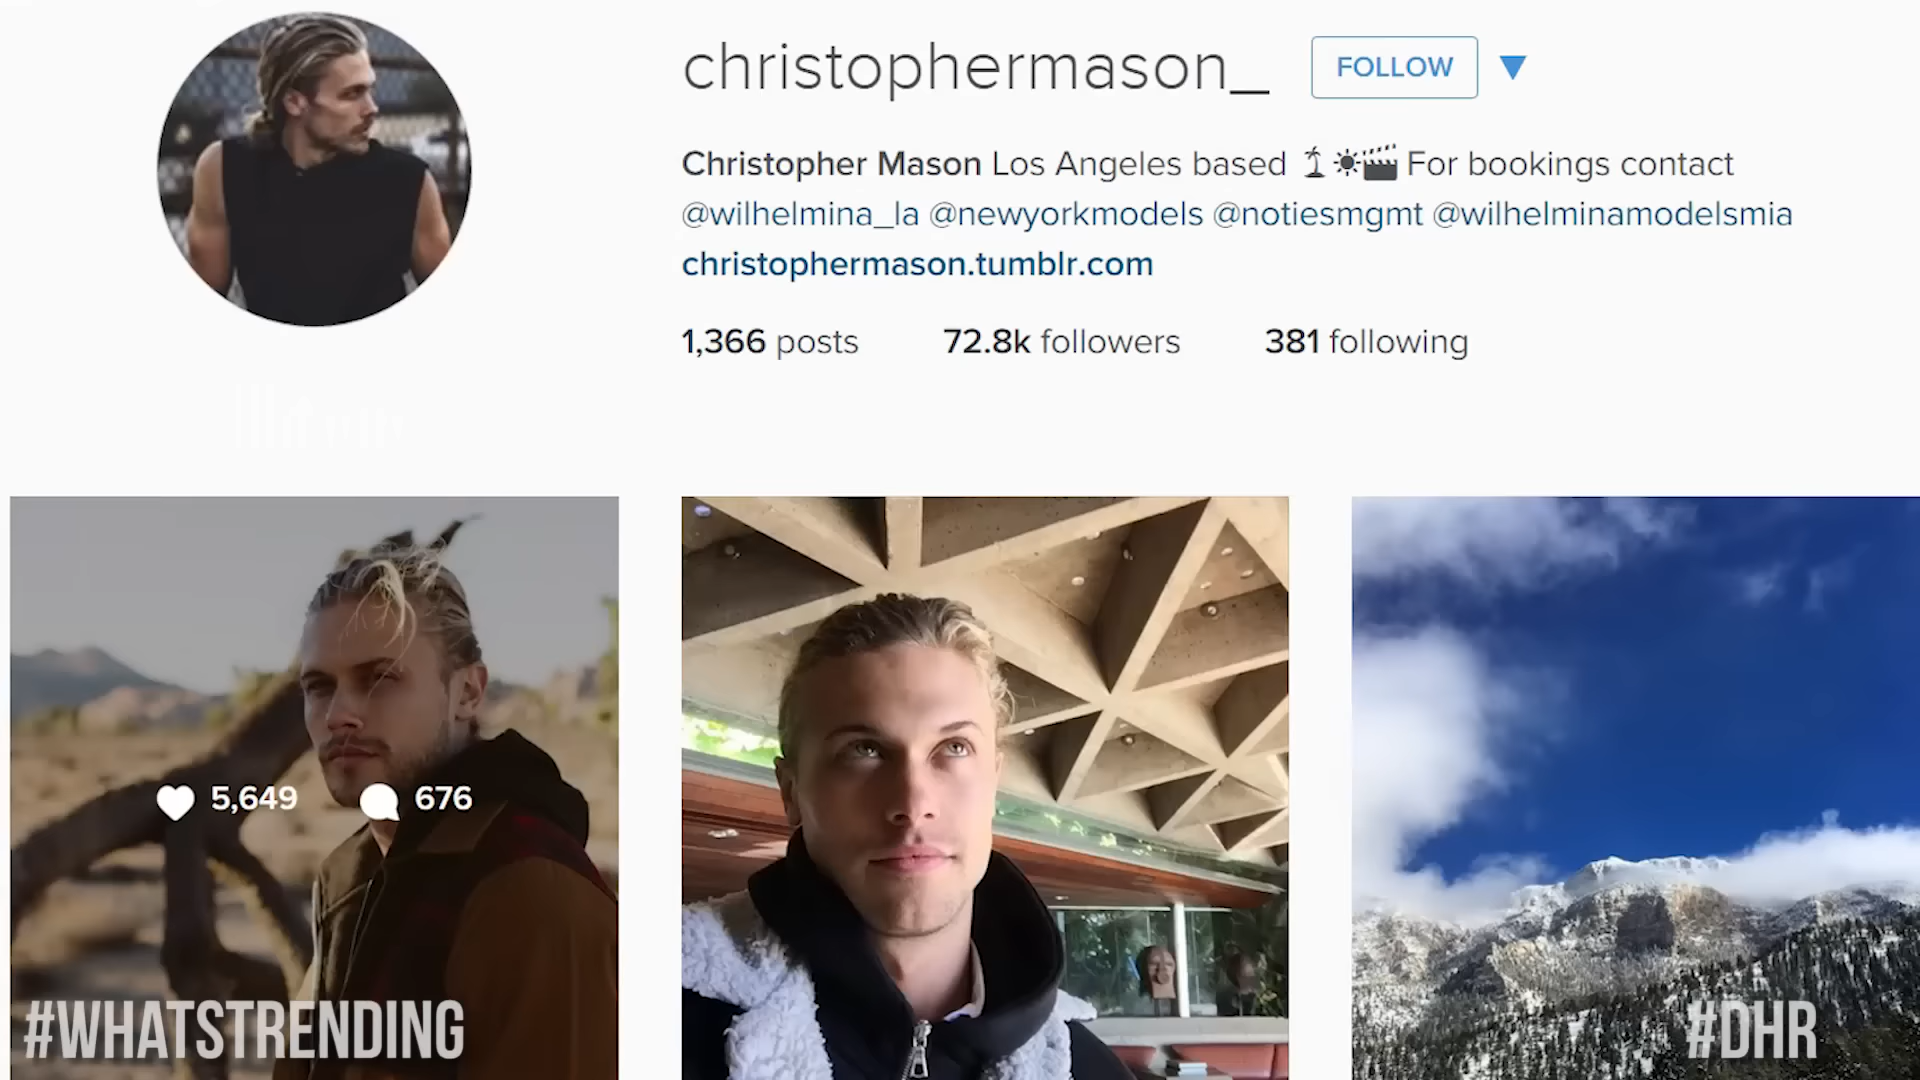 christophermason_ FOLLOW
Christopher Mason Los Angeles based For bookings contact
@wilhelmina_la @newyorkmodels @notiesmgmt @wilhelminamodelsmia
christophermason.tumblr.com
1,366 posts 72.8k followers 381 following
5,649 676
#WHATSTRENDING
#DHR